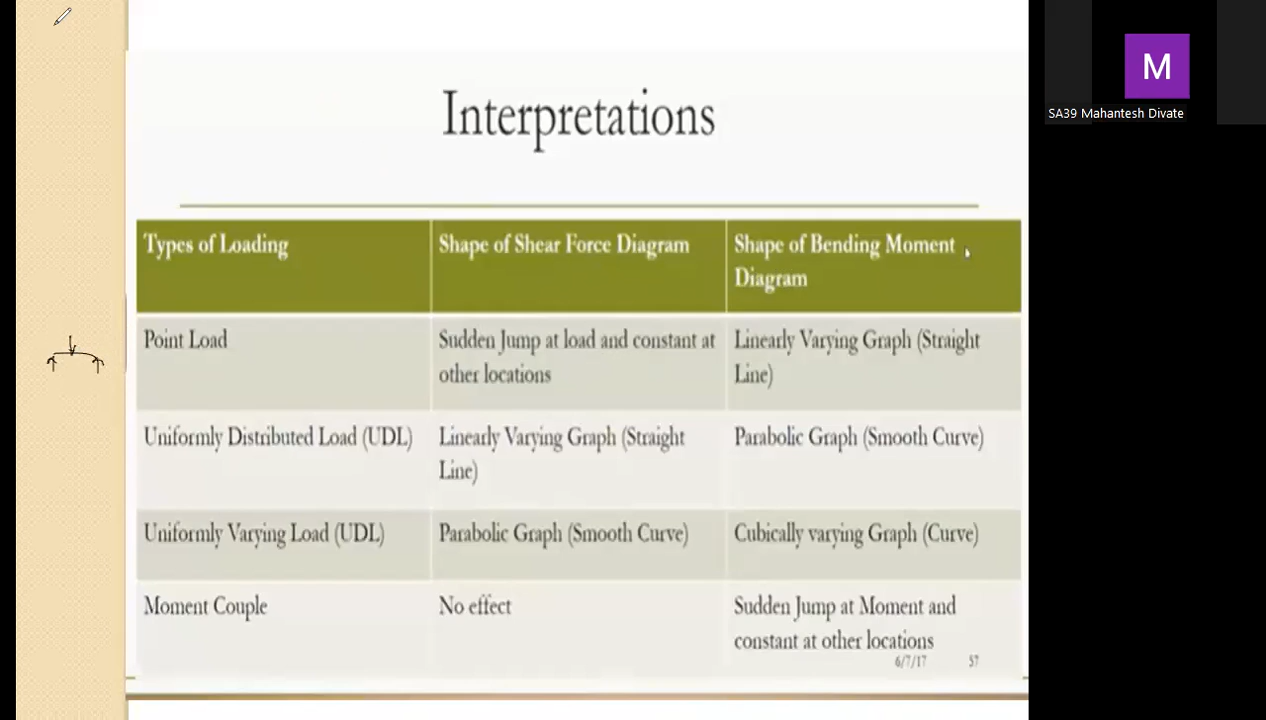 Interpretations
M
SA39 Mahantesh Divate
Types of Loading
Shape of Shear Force Diagram
Shape of Bending Moment
Diagram
Point Load
Sudden Jump at load and constant at
other locations
Linearly Varying Graph (Straight
Line)
Uniformly Distributed Load (UDL)
Linearly Varying Graph (Straight
Line)
Parabolic Graph (Smooth Curve)
Uniformly Varying Load (UDL)
Parabolic Graph (Smooth Curve)
Cubically varying Graph (Curve)
Moment Couple
No effect
Sudden Jump at Moment and
constant at other locations
6/7/17
57